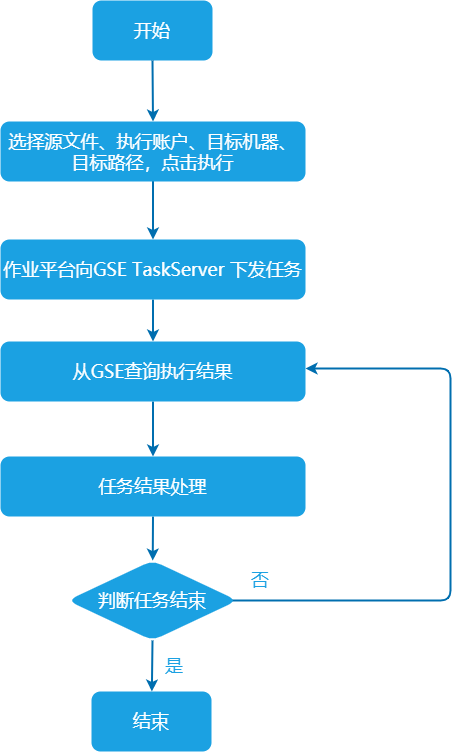 开始
选择源文件、执行账户、目标机器、
目标路径，点击执行
作业平台向GSE TaskServer 下发任务
从GSE查询执行结果
任务结果处理
判断任务结束
否
是
结束